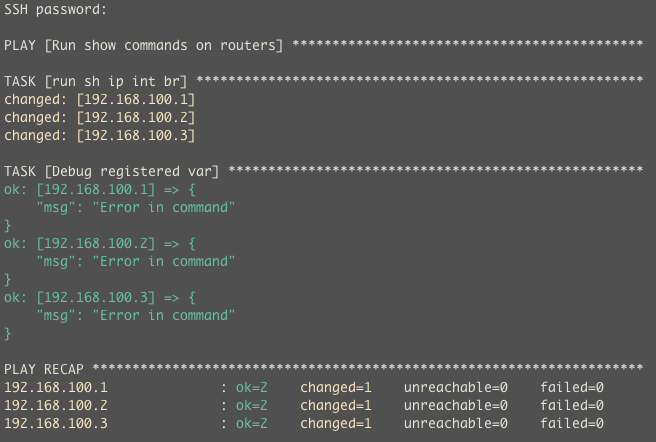 SSH password:
PLAY [Run show commands on routers] ********************************************
TASK [run sh ip int br] ********************************************************
changed: [192.168.100.1]
changed: [192.168.100.2]
changed: [192.168.100.3]
TASK [Debug registered var] ****************************************************
ok: [192.168.100.1] => {
    "msg": "Error in command"
}
ok: [192.168.100.2] => {
    "msg": "Error in command"
}
ok: [192.168.100.3] => {
    "msg": "Error in command"
}
PLAY RECAP *********************************************************************
192.168.100.1              : ok=2    changed=1    unreachable=0    failed=0
192.168.100.2              : ok=2    changed=1    unreachable=0    failed=0
192.168.100.3              : ok=2    changed=1    unreachable=0    failed=0